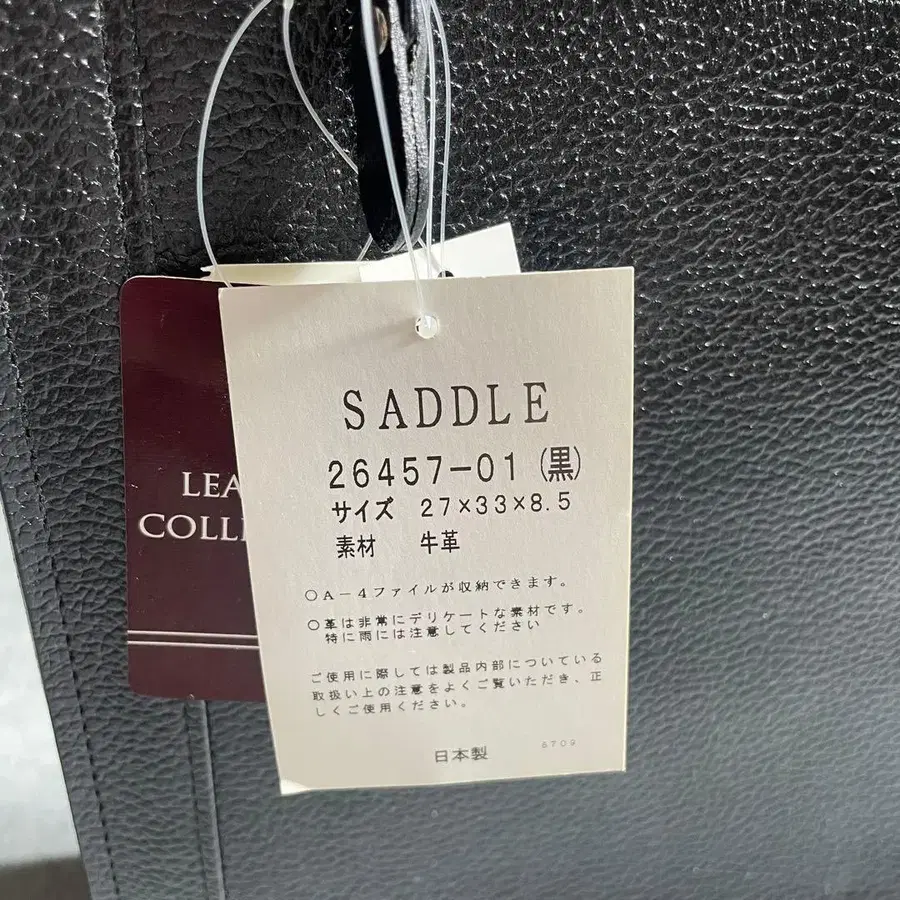 SADDLE
26457-01(黒)
サイズ 27×33×8.5
素材 牛革
○A-4ファイルが収納できます。
○革は非常にデリケートな素材です。
特に雨には注意してください
ご使用に際しては製品内部についている
取扱い上の注意をよくご覧いただき、正
しくご使用ください。
日本製 6709
LEA
COLLE